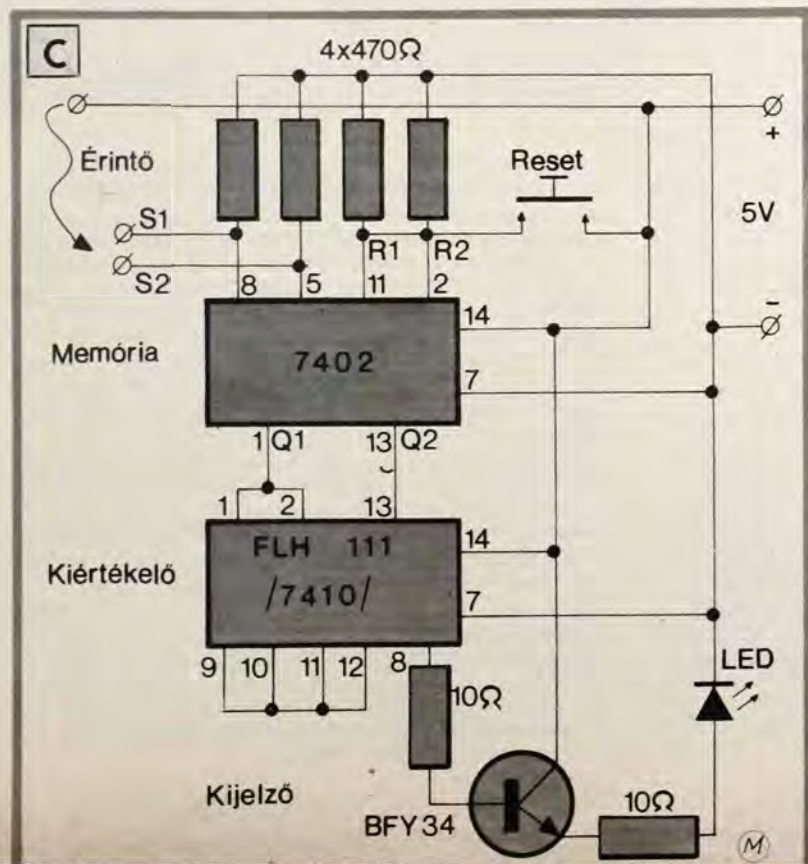 C
4x470Ω
Érintő
+
Reset
5V
S1
S2
R1
R2
8
5
11
2
-
14
Memória
7402
7
1
Q1
13
Q2
1
2
13
14
FLH 111
Kiértékelő
/7410/
7
9
10
11
12
8
LED
10Ω
Kijelző
BFY34
10Ω
M